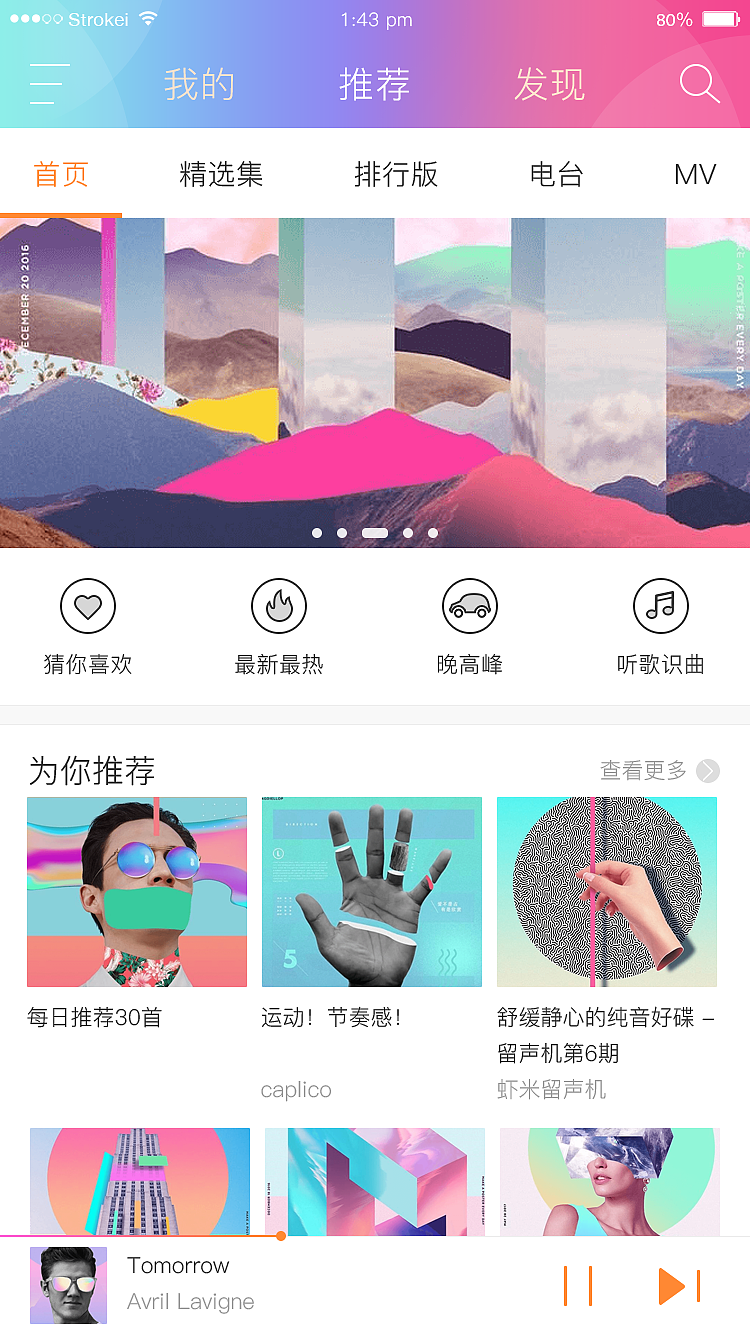 Strokei
1:43 pm
80%
我的
推荐
发现
首页
精选集
排行版
电台
MV
DECEMBER 20 2016
A POSTER EVERY DAY
猜你喜欢
最新最热
晚高峰
听歌识曲
为你推荐
查看更多
DIRECTION
5
每日推荐30首
运动！节奏感！
caplico
舒缓静心的纯音好碟 –
留声机第6期
虾米留声机
Tomorrow
Avril Lavigne